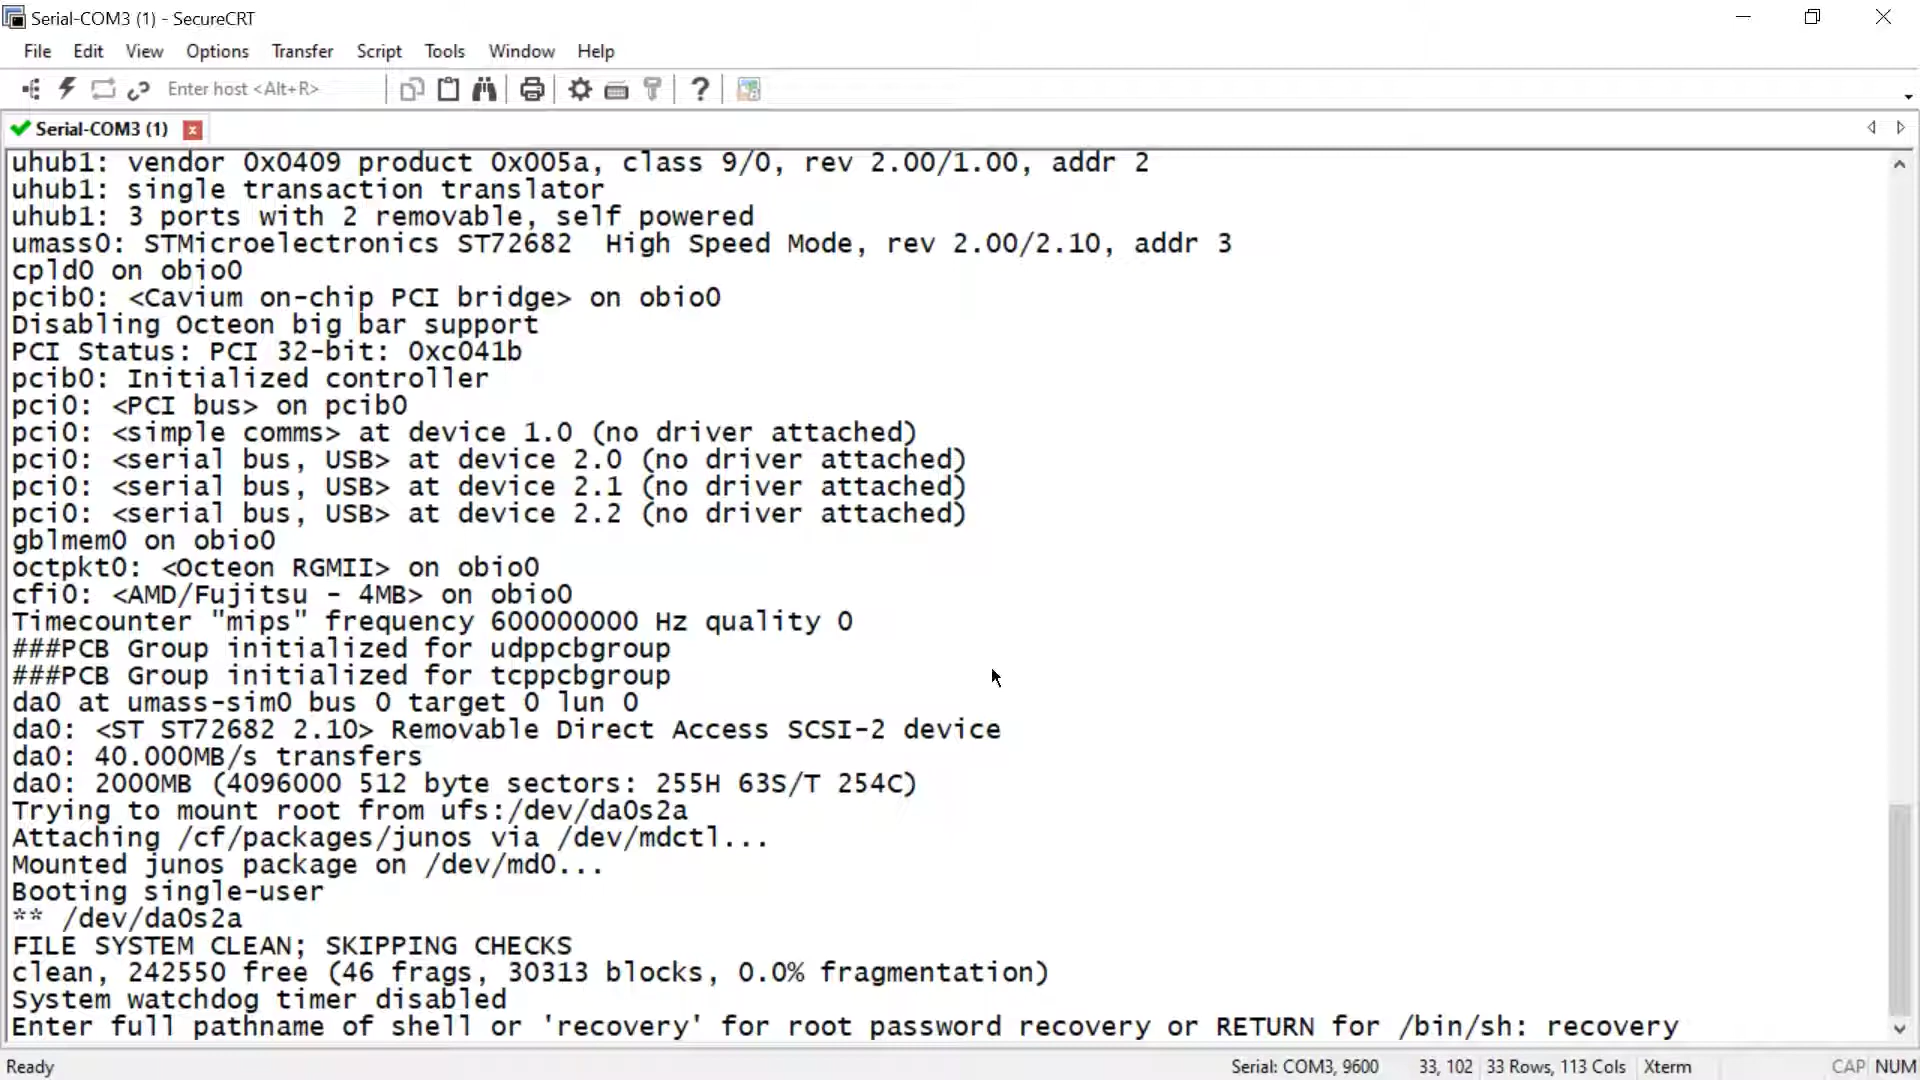 Serial-COM3 (1) - SecureCRT
File Edit View Options Transfer Script Tools Window Help
Enter host <Alt+R>
Serial-COM3 (1)
uhub1: vendor 0x0409 product 0x005a, class 9/0, rev 2.00/1.00, addr 2
uhub1: single transaction translator
uhub1: 3 ports with 2 removable, self powered
umass0: STMicroelectronics ST72682  High Speed Mode, rev 2.00/2.10, addr 3
cpld0 on obio0
pcib0: <Cavium on-chip PCI bridge> on obio0
Disabling Octeon big bar support
PCI Status: PCI 32-bit: 0xc041b
pcib0: Initialized controller
pci0: <PCI bus> on pcib0
pci0: <simple comms> at device 1.0 (no driver attached)
pci0: <serial bus, USB> at device 2.0 (no driver attached)
pci0: <serial bus, USB> at device 2.1 (no driver attached)
pci0: <serial bus, USB> at device 2.2 (no driver attached)
gblmem0 on obio0
octpkt0: <Octeon RGMII> on obio0
cfi0: <AMD/Fujitsu - 4MB> on obio0
Timecounter "mips" frequency 600000000 Hz quality 0
###PCB Group initialized for udppcbgroup
###PCB Group initialized for tcppcbgroup
da0 at umass-sim0 bus 0 target 0 lun 0
da0: <ST ST72682 2.10> Removable Direct Access SCSI-2 device
da0: 40.000MB/s transfers
da0: 2000MB (4096000 512 byte sectors: 255H 63S/T 254C)
Trying to mount root from ufs:/dev/da0s2a
Attaching /cf/packages/junos via /dev/mdctl...
Mounted junos package on /dev/md0...
Booting single-user
** /dev/da0s2a
FILE SYSTEM CLEAN; SKIPPING CHECKS
clean, 242550 free (46 frags, 30313 blocks, 0.0% fragmentation)
System watchdog timer disabled
Enter full pathname of shell or 'recovery' for root password recovery or RETURN for /bin/sh: recovery
Ready Serial: COM3, 9600 33, 102 33 Rows, 113 Cols Xterm CAP NUM